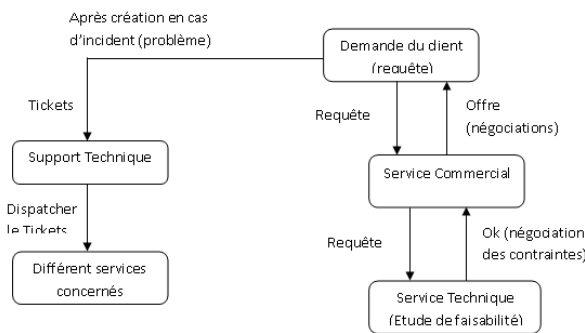 Après création en cas
d'incident (problème)
Demande du client
(requête)
Tickets
Requête
Offre
(négociations)
Support Technique
Service Commercial
Dispatcher
le Tickets
Requête
Ok (négociation
des contraintes)
Différent services
concernés
Service Technique
(Etude de faisabilité)